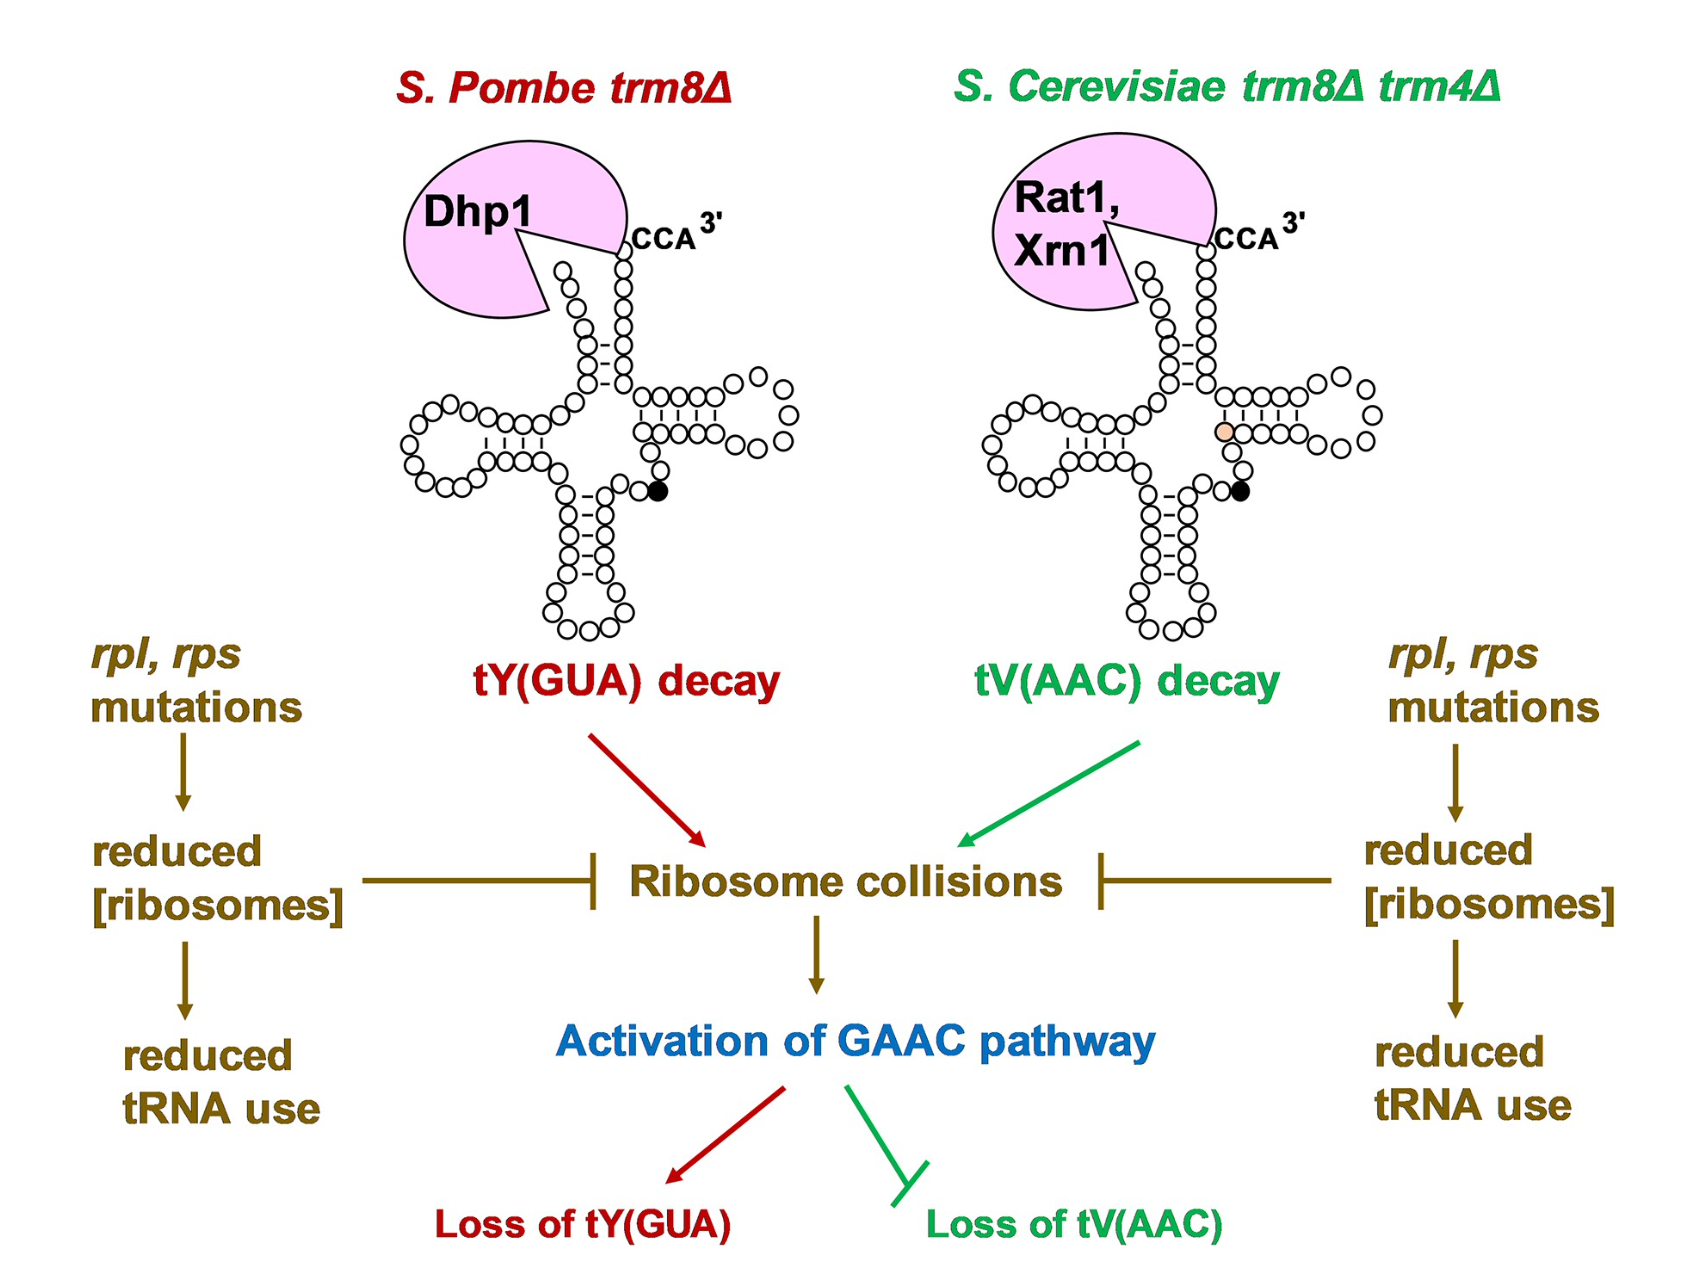 S. Pombe trm8Δ
S. Cerevisiae trm8Δ trm4Δ
Dhp1
CCA 3'
Rat1,
Xrn1
CCA 3'
tY(GUA) decay
tV(AAC) decay
rpl, rps
mutations
rpl, rps
mutations
reduced
[ribosomes]
Ribosome collisions
reduced
[ribosomes]
reduced
tRNA use
Activation of GAAC pathway
reduced
tRNA use
Loss of tY(GUA)
Loss of tV(AAC)